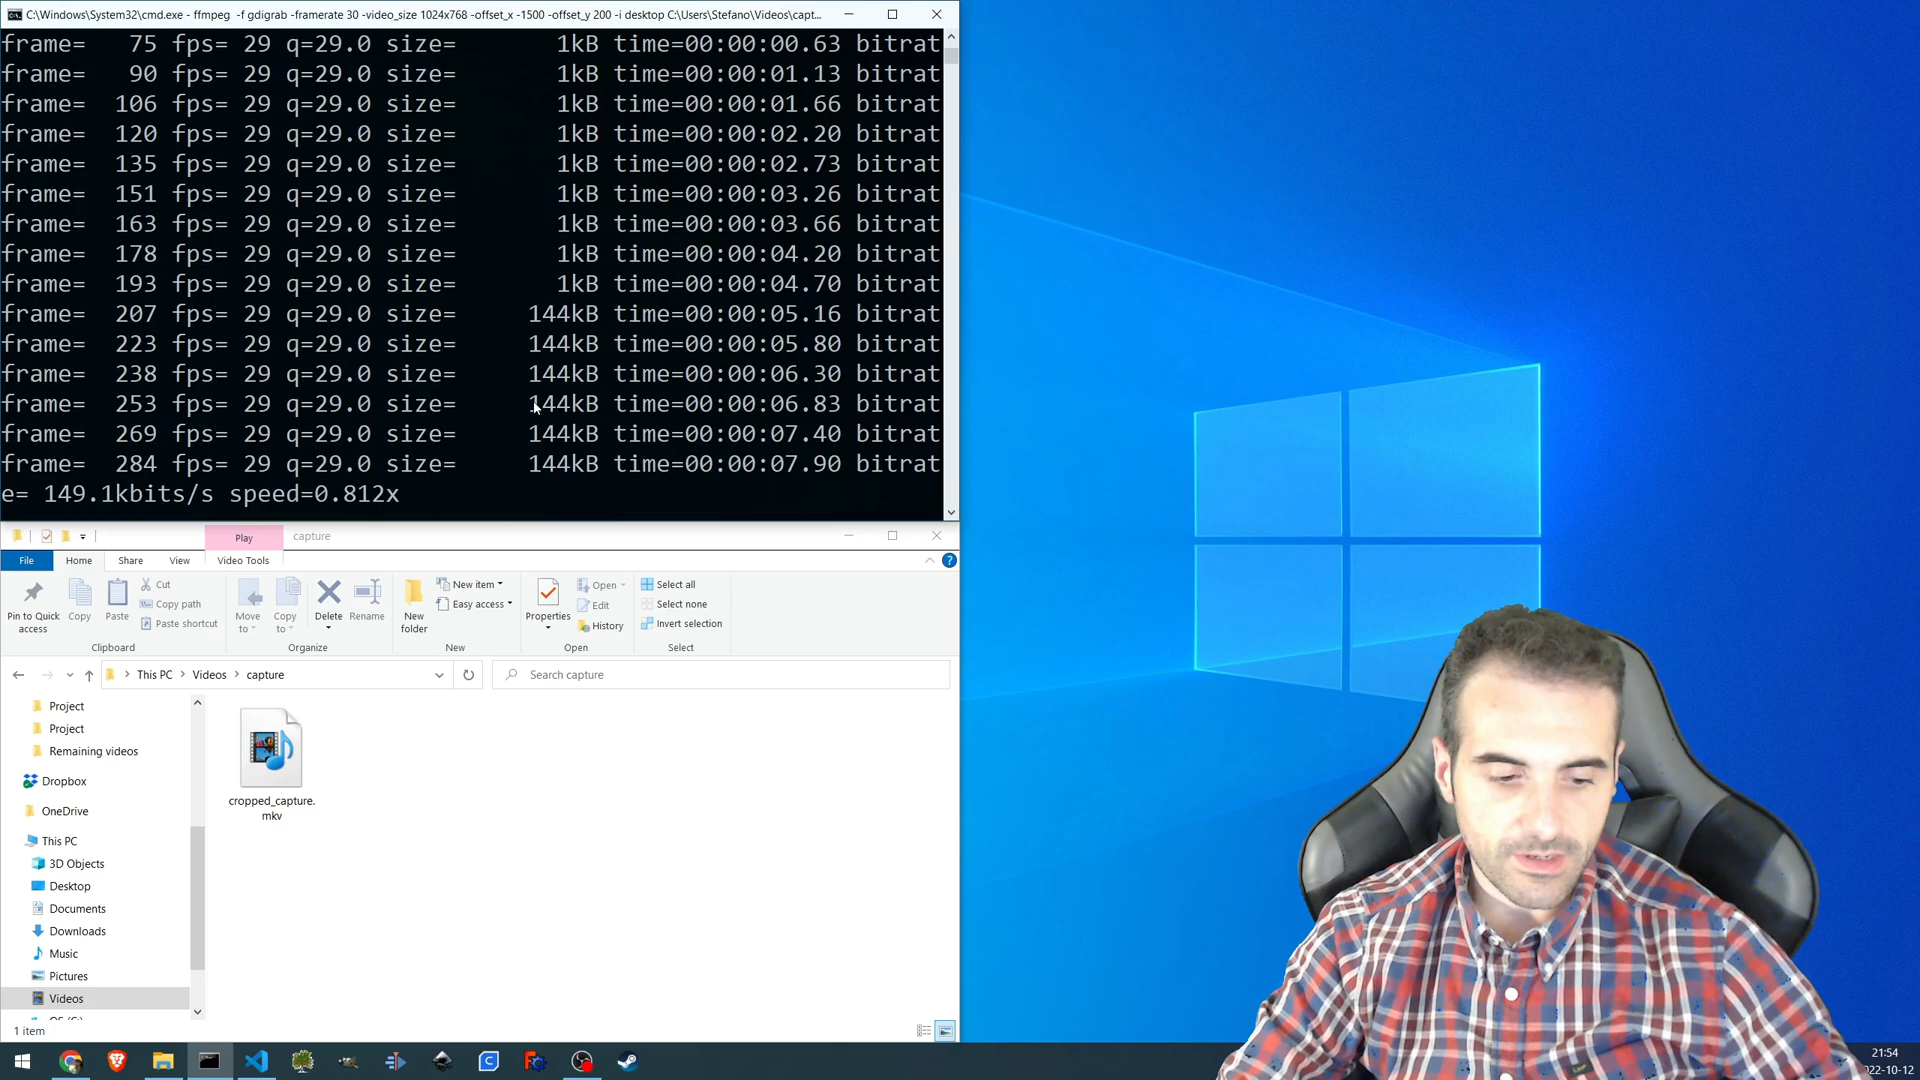 C:\Windows\System32\cmd.exe - ffmpeg -f gdigrab -framerate 30 -video_size 1024x768 -offset_x -1500 -offset_y 200 -i desktop C:\Users\Stefano\Videos\capt...
frame= 75 fps= 29 q=29.0 size= 1kB time=00:00:00.63 bitrat
frame= 90 fps= 29 q=29.0 size= 1kB time=00:00:01.13 bitrat
frame= 106 fps= 29 q=29.0 size= 1kB time=00:00:01.66 bitrat
frame= 120 fps= 29 q=29.0 size= 1kB time=00:00:02.20 bitrat
frame= 135 fps= 29 q=29.0 size= 1kB time=00:00:02.73 bitrat
frame= 151 fps= 29 q=29.0 size= 1kB time=00:00:03.26 bitrat
frame= 163 fps= 29 q=29.0 size= 1kB time=00:00:03.66 bitrat
frame= 178 fps= 29 q=29.0 size= 1kB time=00:00:04.20 bitrat
frame= 193 fps= 29 q=29.0 size= 1kB time=00:00:04.70 bitrat
frame= 207 fps= 29 q=29.0 size= 144kB time=00:00:05.16 bitrat
frame= 223 fps= 29 q=29.0 size= 144kB time=00:00:05.80 bitrat
frame= 238 fps= 29 q=29.0 size= 144kB time=00:00:06.30 bitrat
frame= 253 fps= 29 q=29.0 size= 144kB time=00:00:06.83 bitrat
frame= 269 fps= 29 q=29.0 size= 144kB time=00:00:07.40 bitrat
frame= 284 fps= 29 q=29.0 size= 144kB time=00:00:07.90 bitrat
e= 149.1kbits/s speed=0.812x
Play capture
File Home Share View Video Tools
Pin to Quick access
Copy
Paste
Cut
Copy path
Paste shortcut
Clipboard
Move to
Copy to
Delete
Rename
Organize
New folder
New item
Easy access
New
Properties
Open
Edit
History
Open
Select all
Select none
Invert selection
Select
This PC Videos capture
Search capture
Project
Project
Remaining videos
Dropbox
OneDrive
This PC
3D Objects
Desktop
Documents
Downloads
Music
Pictures
Videos
cropped_capture.
mkv
1 item
21:54
2022-10-12